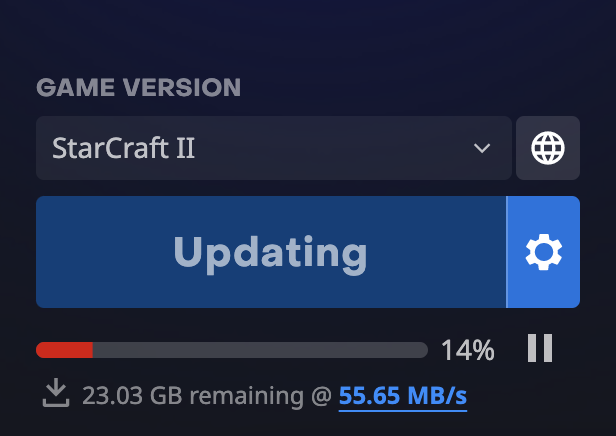 GAME VERSION
StarCraft II
Updating
14%
23.03 GB remaining @ 55.65 MB/s